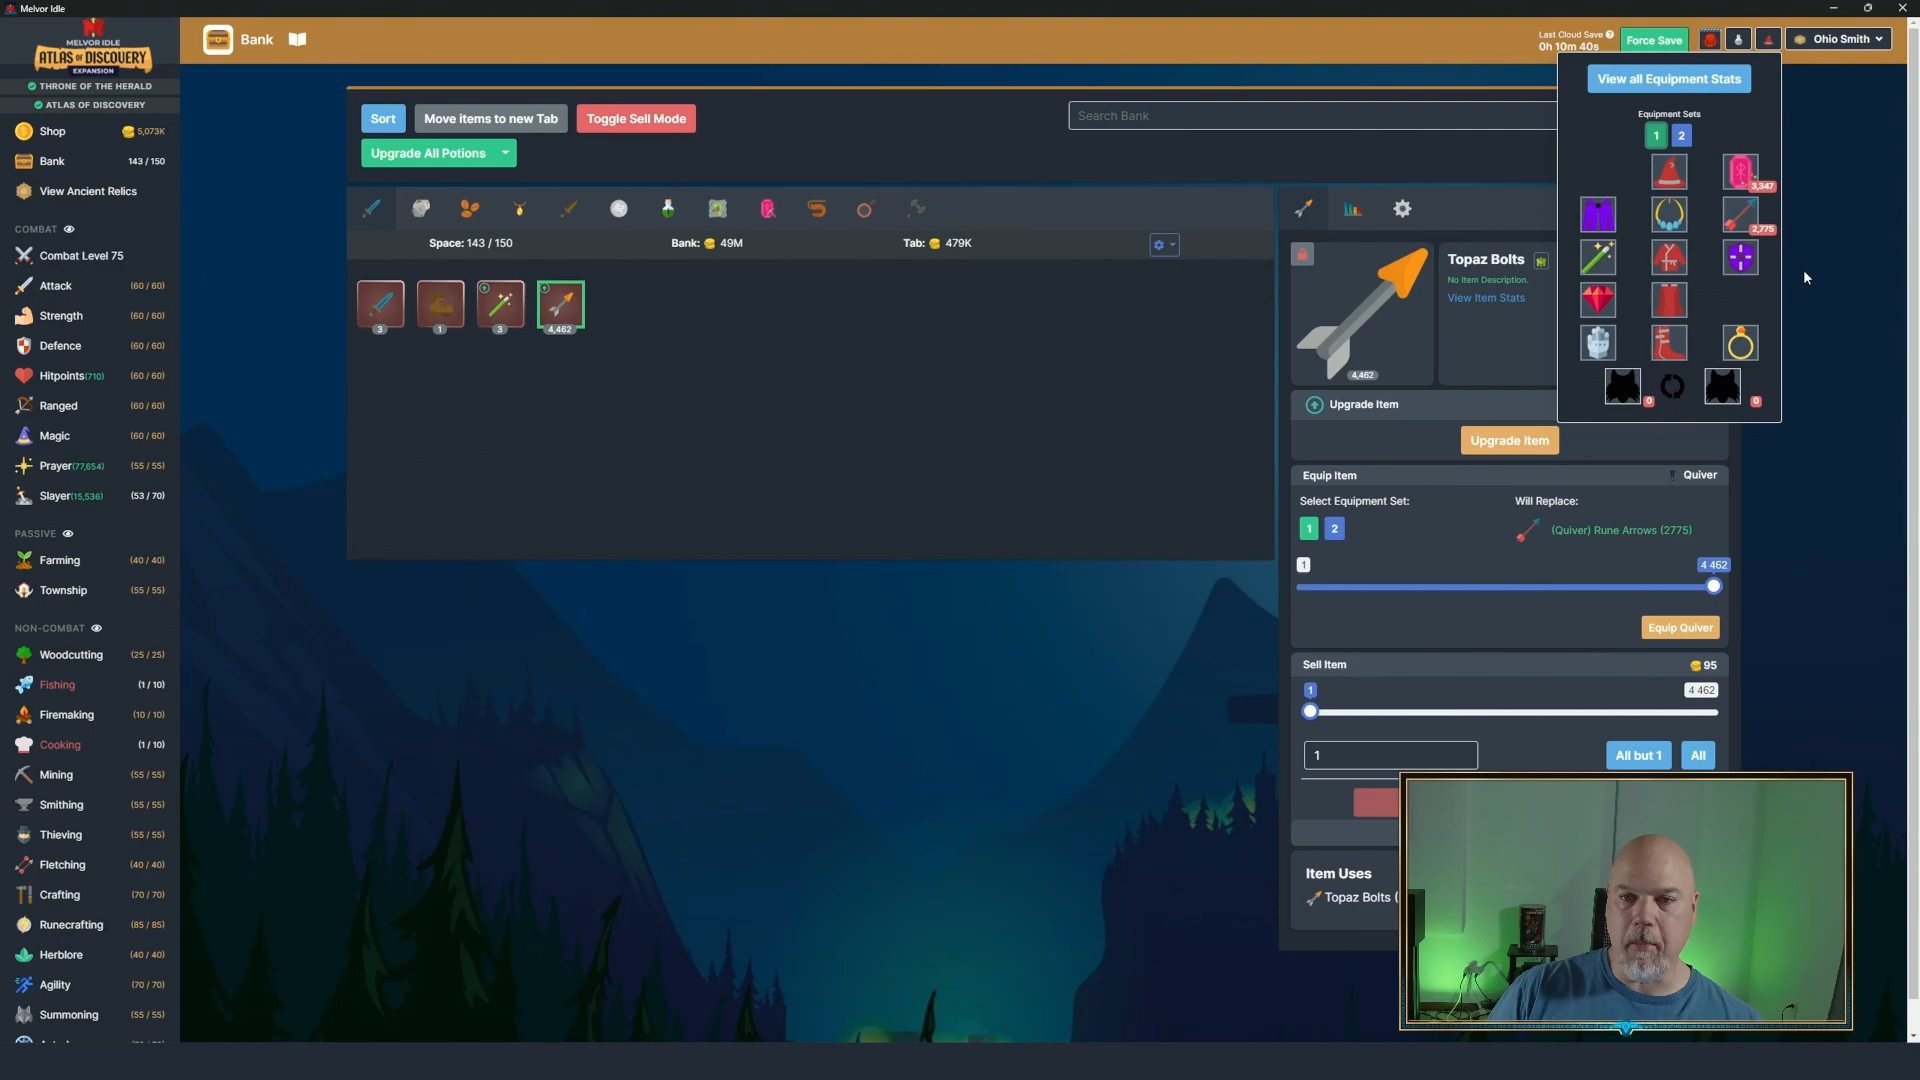 Melvor Idle
MELVOR IDLE
ATLAS OF DISCOVERY
EXPANSION
THRONE OF THE HERALD
ATLAS OF DISCOVERY
Shop 5,073K
Bank 143 / 150
View Ancient Relics
COMBAT
Combat Level 75
Attack (60 / 60)
Strength (60 / 60)
Defence (60 / 60)
Hitpoints(710) (60 / 60)
Ranged (60 / 60)
Magic (60 / 60)
Prayer(77,654) (55 / 55)
Slayer(15,536) (53 / 70)
PASSIVE
Farming (40 / 40)
Township (55 / 55)
NON-COMBAT
Woodcutting (25 / 25)
Fishing (1 / 10)
Firemaking (10 / 10)
Cooking (1 / 10)
Mining (55 / 55)
Smithing (55 / 55)
Thieving (55 / 55)
Fletching (40 / 40)
Crafting (70 / 70)
Runecrafting (85 / 85)
Herblore (40 / 40)
Agility (70 / 70)
Summoning (55 / 55)
Bank
Last Cloud Save
0h 10m 40s
Force Save
Ohio Smith
Sort
Move items to new Tab
Toggle Sell Mode
Search Bank
Upgrade All Potions
Space: 143 / 150
Bank: 49M
Tab: 479K
3
1
3
4,462
View all Equipment Stats
Equipment Sets
1 2
3,347
2,775
0
0
4,462
Topaz Bolts
No Item Description.
View Item Stats
Upgrade Item
Upgrade Item
Equip Item Quiver
Select Equipment Set: Will Replace:
1 2 (Quiver) Rune Arrows (2775)
1 4 462
Equip Quiver
Sell Item 95
1 4 462
1 All but 1 All
Item Uses
Topaz Bolts (